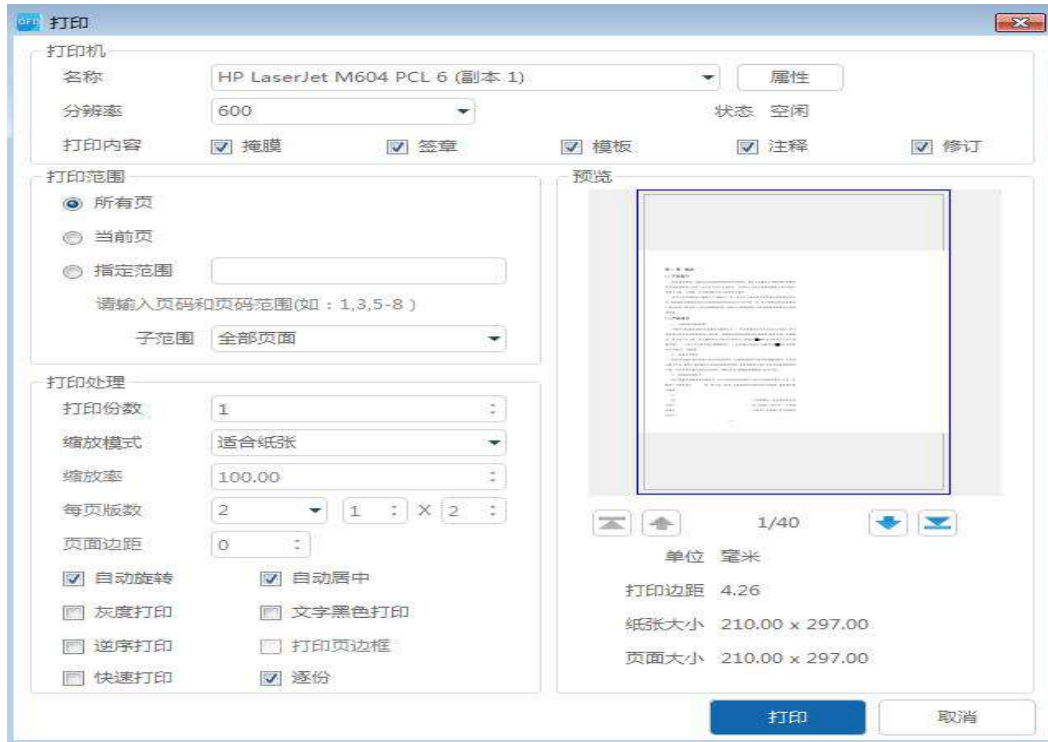 OFD 打印
打印机
名称 HP LaserJet M604 PCL 6 (副本 1) 属性
分辨率 600 状态 空闲
打印内容 掩膜 签章 模板 注释 修订
打印范围
所有页
当前页
指定范围
请输入页码和页码范围(如：1,3,5-8 )
子范围 全部页面
打印处理
打印份数 1
缩放模式 适合纸张
缩放率 100.00
每页版数 2 1 X 2
页面边距 0
自动旋转 自动居中
灰度打印 文字黑色打印
逆序打印 打印页边框
快速打印 逐份
预览
1/40
单位 毫米
打印边距 4.26
纸张大小 210.00 x 297.00
页面大小 210.00 x 297.00
打印 取消